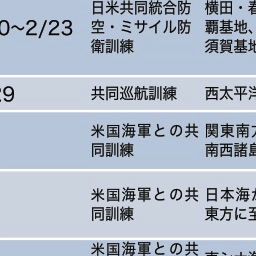 日米共同統合防 横田・春
0~2/23 空・ミサイル防 覇基地、
衛訓練 須賀基地
29 共同巡航訓練 西太平洋
米国海軍との共 関東南方
同訓練 南西諸島
米国海軍との共 日本海か
同訓練 東方に至
米国海軍との共